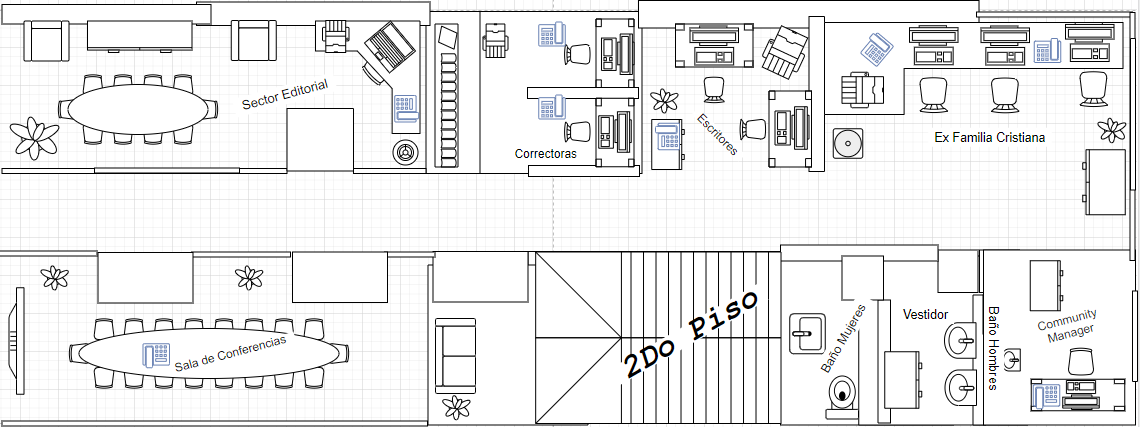 Sector Editorial
Correctoras
Escritores
Ex Familia Cristiana
Sala de Conferencias
2Do Piso
Baño Mujeres
Vestidor
Baño Hombres
Community
Manager